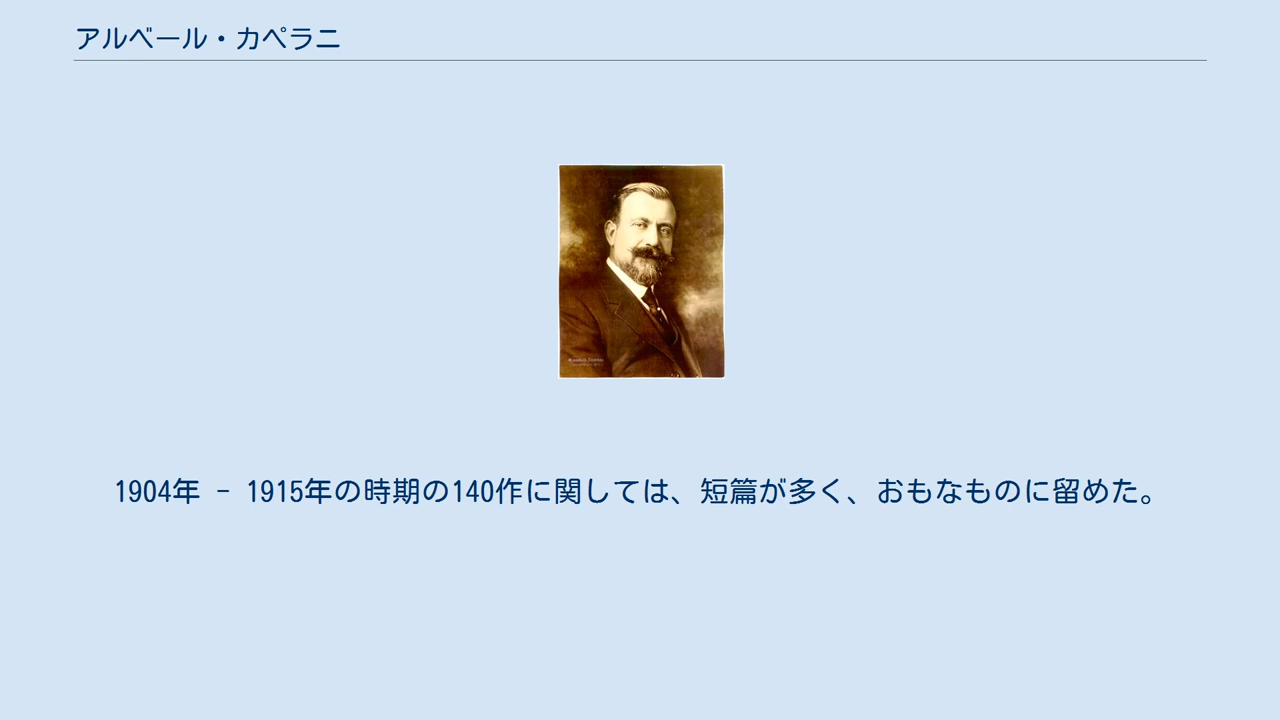 アルベール・カペラニ
1904年 - 1915年の時期の140作に関しては、短篇が多く、おもなものに留めた。